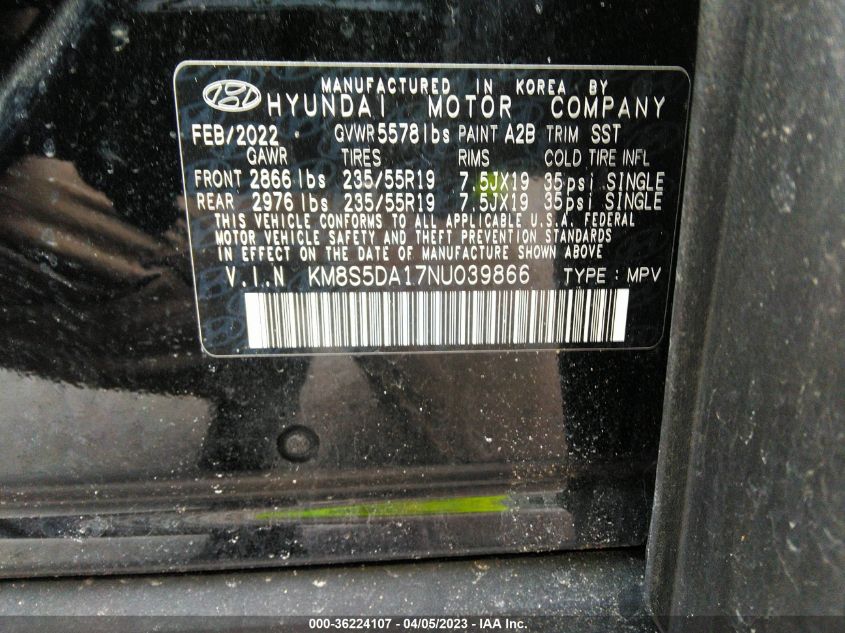 MANUFACTURED IN KOREA BY
HYUNDAI MOTOR COMPANY
FEB/2022 GVWR 5578 lbs PAINT A2B TRIM SST
GAWR TIRES RIMS COLD TIRE INFL
FRONT 2866 lbs 235/55R19 7.5JX19 35psi SINGLE
REAR 2976 lbs 235/55R19 7.5JX19 35psi SINGLE
THIS VEHICLE CONFORMS TO ALL APPLICABLE U.S.A. FEDERAL
MOTOR VEHICLE SAFETY AND THEFT PREVENTION STANDARDS
IN EFFECT ON THE DATE OF MANUFACTURE SHOWN ABOVE
V.I.N KM8S5DA17NU039866 TYPE : MPV
000-36224107 - 04/05/2023 - IAA Inc.